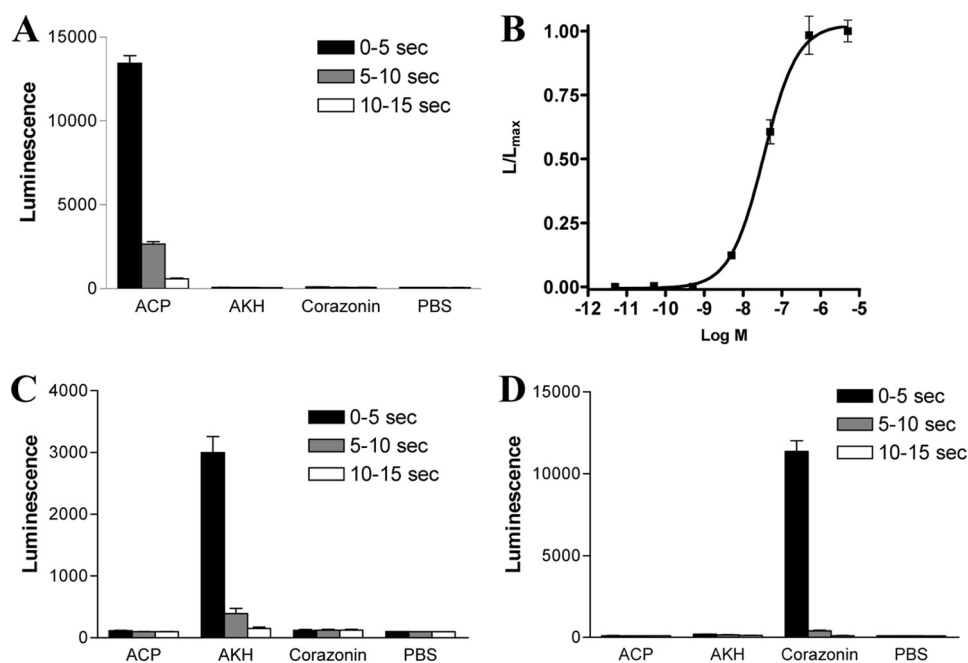 A
15000
10000
5000
0
Luminescence
0-5 sec
5-10 sec
10-15 sec
ACP AKH Corazonin PBS
B
1.00
0.75
0.50
0.25
0.00
L/Lmax
-12 -11 -10 -9 -8 -7 -6 -5
Log M
C
4000
3000
2000
1000
0
Luminescence
0-5 sec
5-10 sec
10-15 sec
ACP AKH Corazonin PBS
D
15000
10000
5000
0
Luminescence
0-5 sec
5-10 sec
10-15 sec
ACP AKH Corazonin PBS